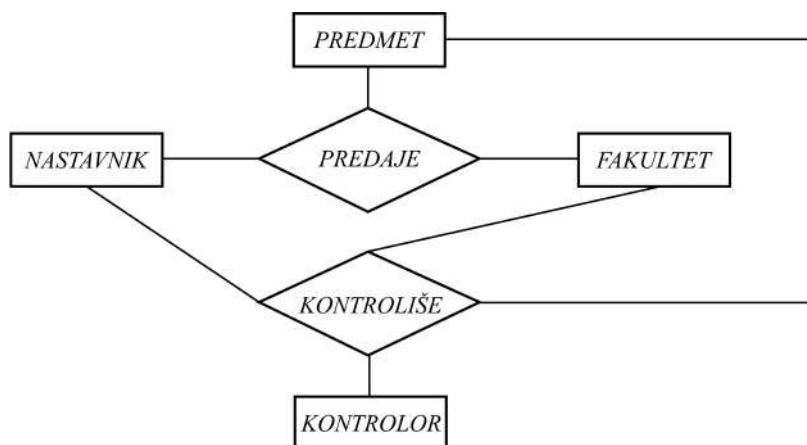 PREDMET
NASTAVNIK
PREDAJE
FAKULTET
KONTROLIŠE
KONTROLOR